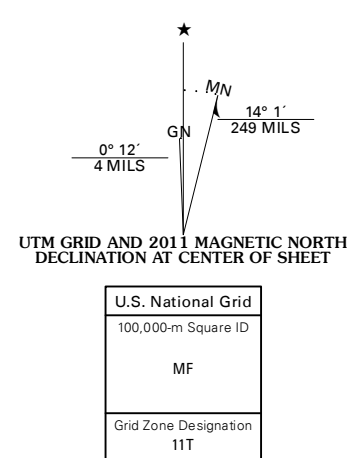 ★
MN
GN
14° 1´
249 MILS
0° 12´
4 MILS
UTM GRID AND 2011 MAGNETIC NORTH
DECLINATION AT CENTER OF SHEET
U.S. National Grid
100,000-m Square ID
MF
Grid Zone Designation
11T